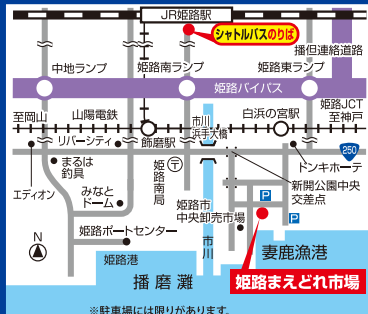 JR姫路駅
シャトルバスのりば
播但連絡道路
中地ランプ
姫路南ランプ
姫路東ランプ
姫路バイパス
姫路JCT
至神戸
至岡山
山陽電鉄
市川
浜手大橋
白浜の宮駅
リバーシティ
飾磨駅
ドンキホーテ
250
エディオン
まるは
釣具
姫路南局
〒
新開公園中央
交差点
みなと
ドーム
P
P
姫路市
中央卸売市場
姫路ポートセンター
N
姫路港
市川
妻鹿漁港
播磨灘
姫路まえどれ市場
※駐車場には限りがあります。